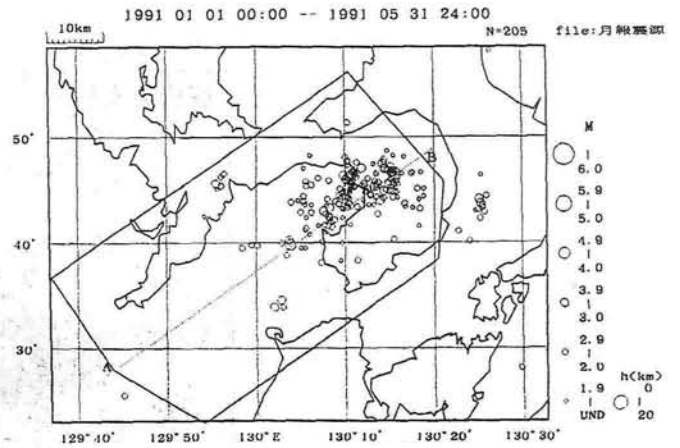 1991 01 01 00:00 -- 1991 05 31 24:00
10km
N=205
file:月報震源
50'
40'
30'
A
B
129°40'
129°50'
130°E
130°10'
130°20'
130°30'
M
6.0
5.9
5.0
4.9
4.0
3.9
3.0
2.9
2.0
1.9
UND
h(km)
0
20